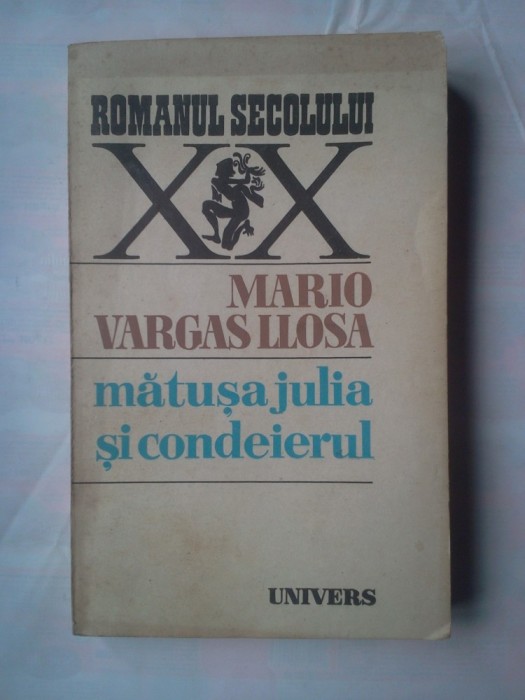 ROMANUL SECOLULUI
XX
MARIO
VARGAS LLOSA
mătușa julia
și condeierul
UNIVERS